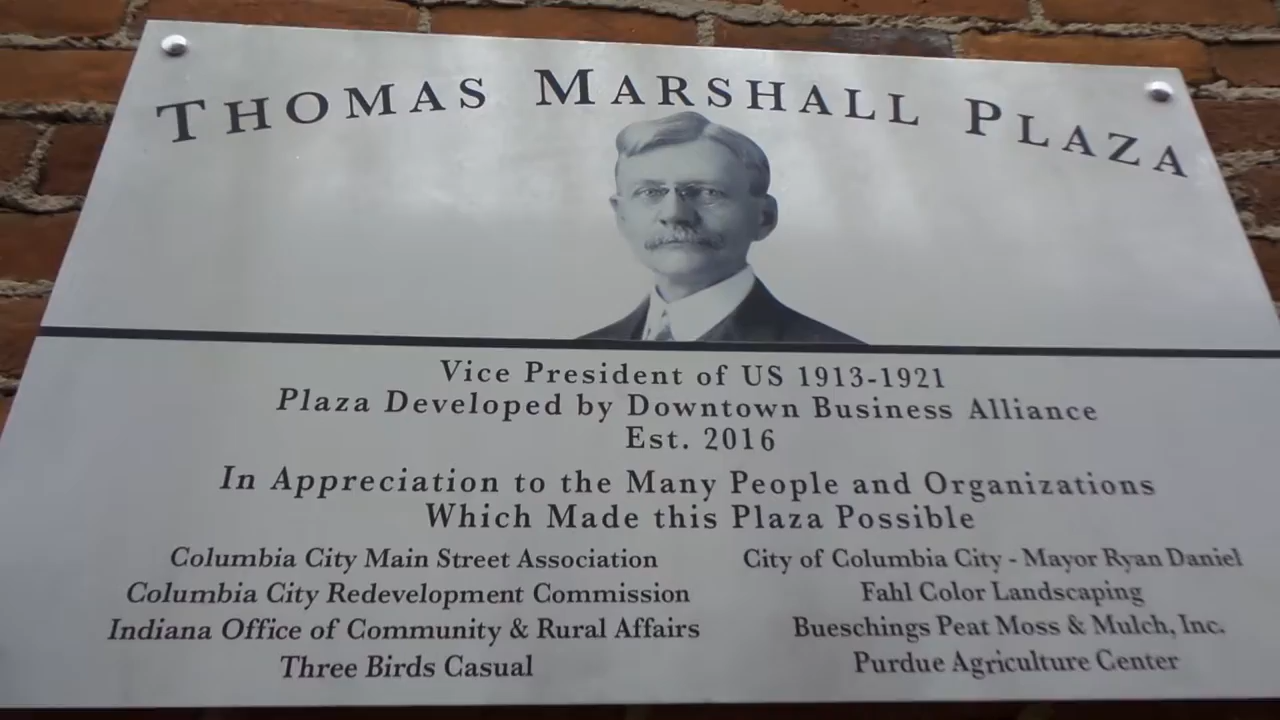 THOMAS MARSHALL PLAZA
Vice President of US 1913-1921
Plaza Developed by Downtown Business Alliance
Est. 2016
In Appreciation to the Many People and Organizations
Which Made this Plaza Possible
Columbia City Main Street Association
Columbia City Redevelopment Commission
Indiana Office of Community & Rural Affairs
Three Birds Casual
City of Columbia City - Mayor Ryan Daniel
Fahl Color Landscaping
Bueschings Peat Moss & Mulch, Inc.
Purdue Agriculture Center